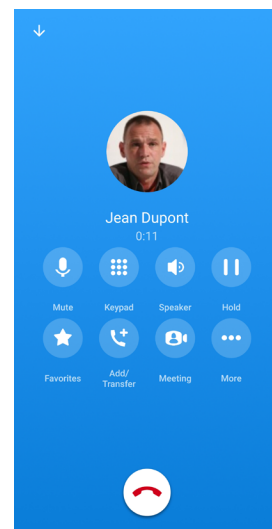 Jean Dupont
0:11
Mute Keypad Speaker Hold
Favorites Add/ Meeting More
Transfer